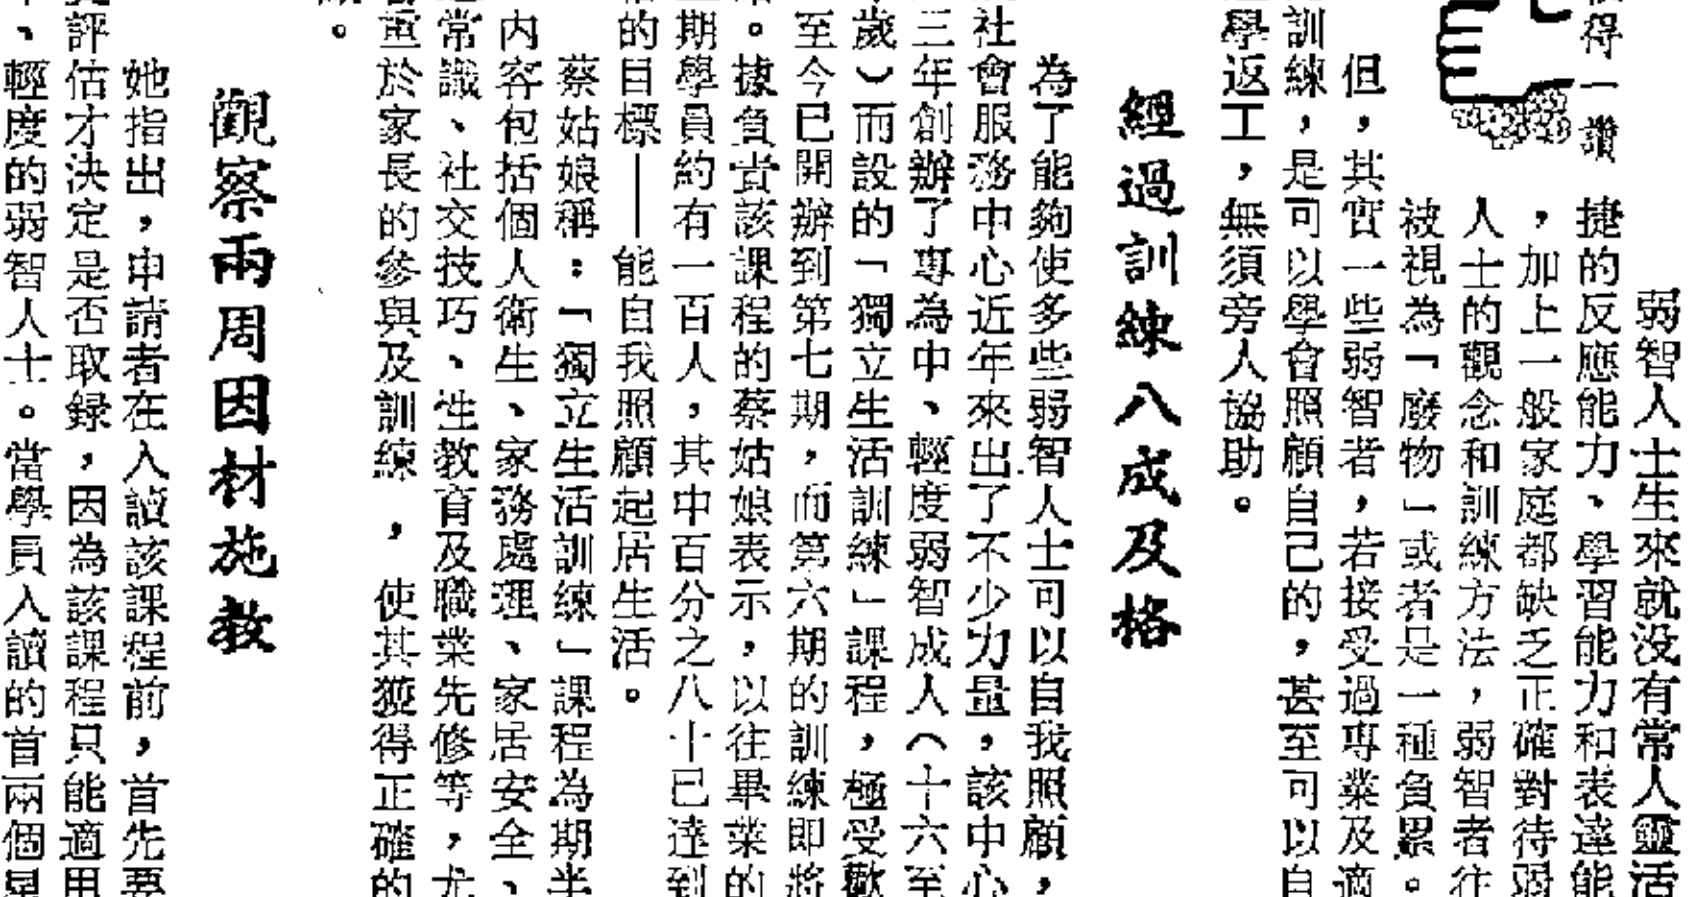 弱智人士生來就没有常人靈活
得一讚
捷的反應能力、學習能力和表達能
，加上一般家庭都缺乏正確對待弱
人士的觀念和訓練方法，弱智者往
被視為「廢物」或者是一種負累。
但，其實一些弱智者，若接受過專業及適
訓練，是可以學會照顧自己的，甚至可以自
學返工，無須旁人協助。
經過訓練八成及格
為了能夠使多些弱智人士可以自我照顧，
社會服務中心近年來出了不少力量，該中心
三年創辦了專為中、輕度弱智成人（十六至
歲）而設的「獨立生活訓練」課程，極受歡
至今已開辦到第七期，而第六期的訓練即將
。據負責該課程的蔡姑娘表示，以往畢業的
期學員約有一百人，其中百分之八十已達到
的目標——能自我照顧起居生活。
蔡姑娘稱：「獨立生活訓練」課程為期半
内容包括個人衛生、家務處理、家居安全、
常識、社交技巧、性教育及職業先修等，尤
重於家長的參與及訓練，使其獲得正確的
。
觀察兩周因材施教
她指出，申請者在入讀該課程前，首先要
評估才決定是否取録，因為該課程只能適用
、輕度的弱智人士。當學員入讀的首兩個星